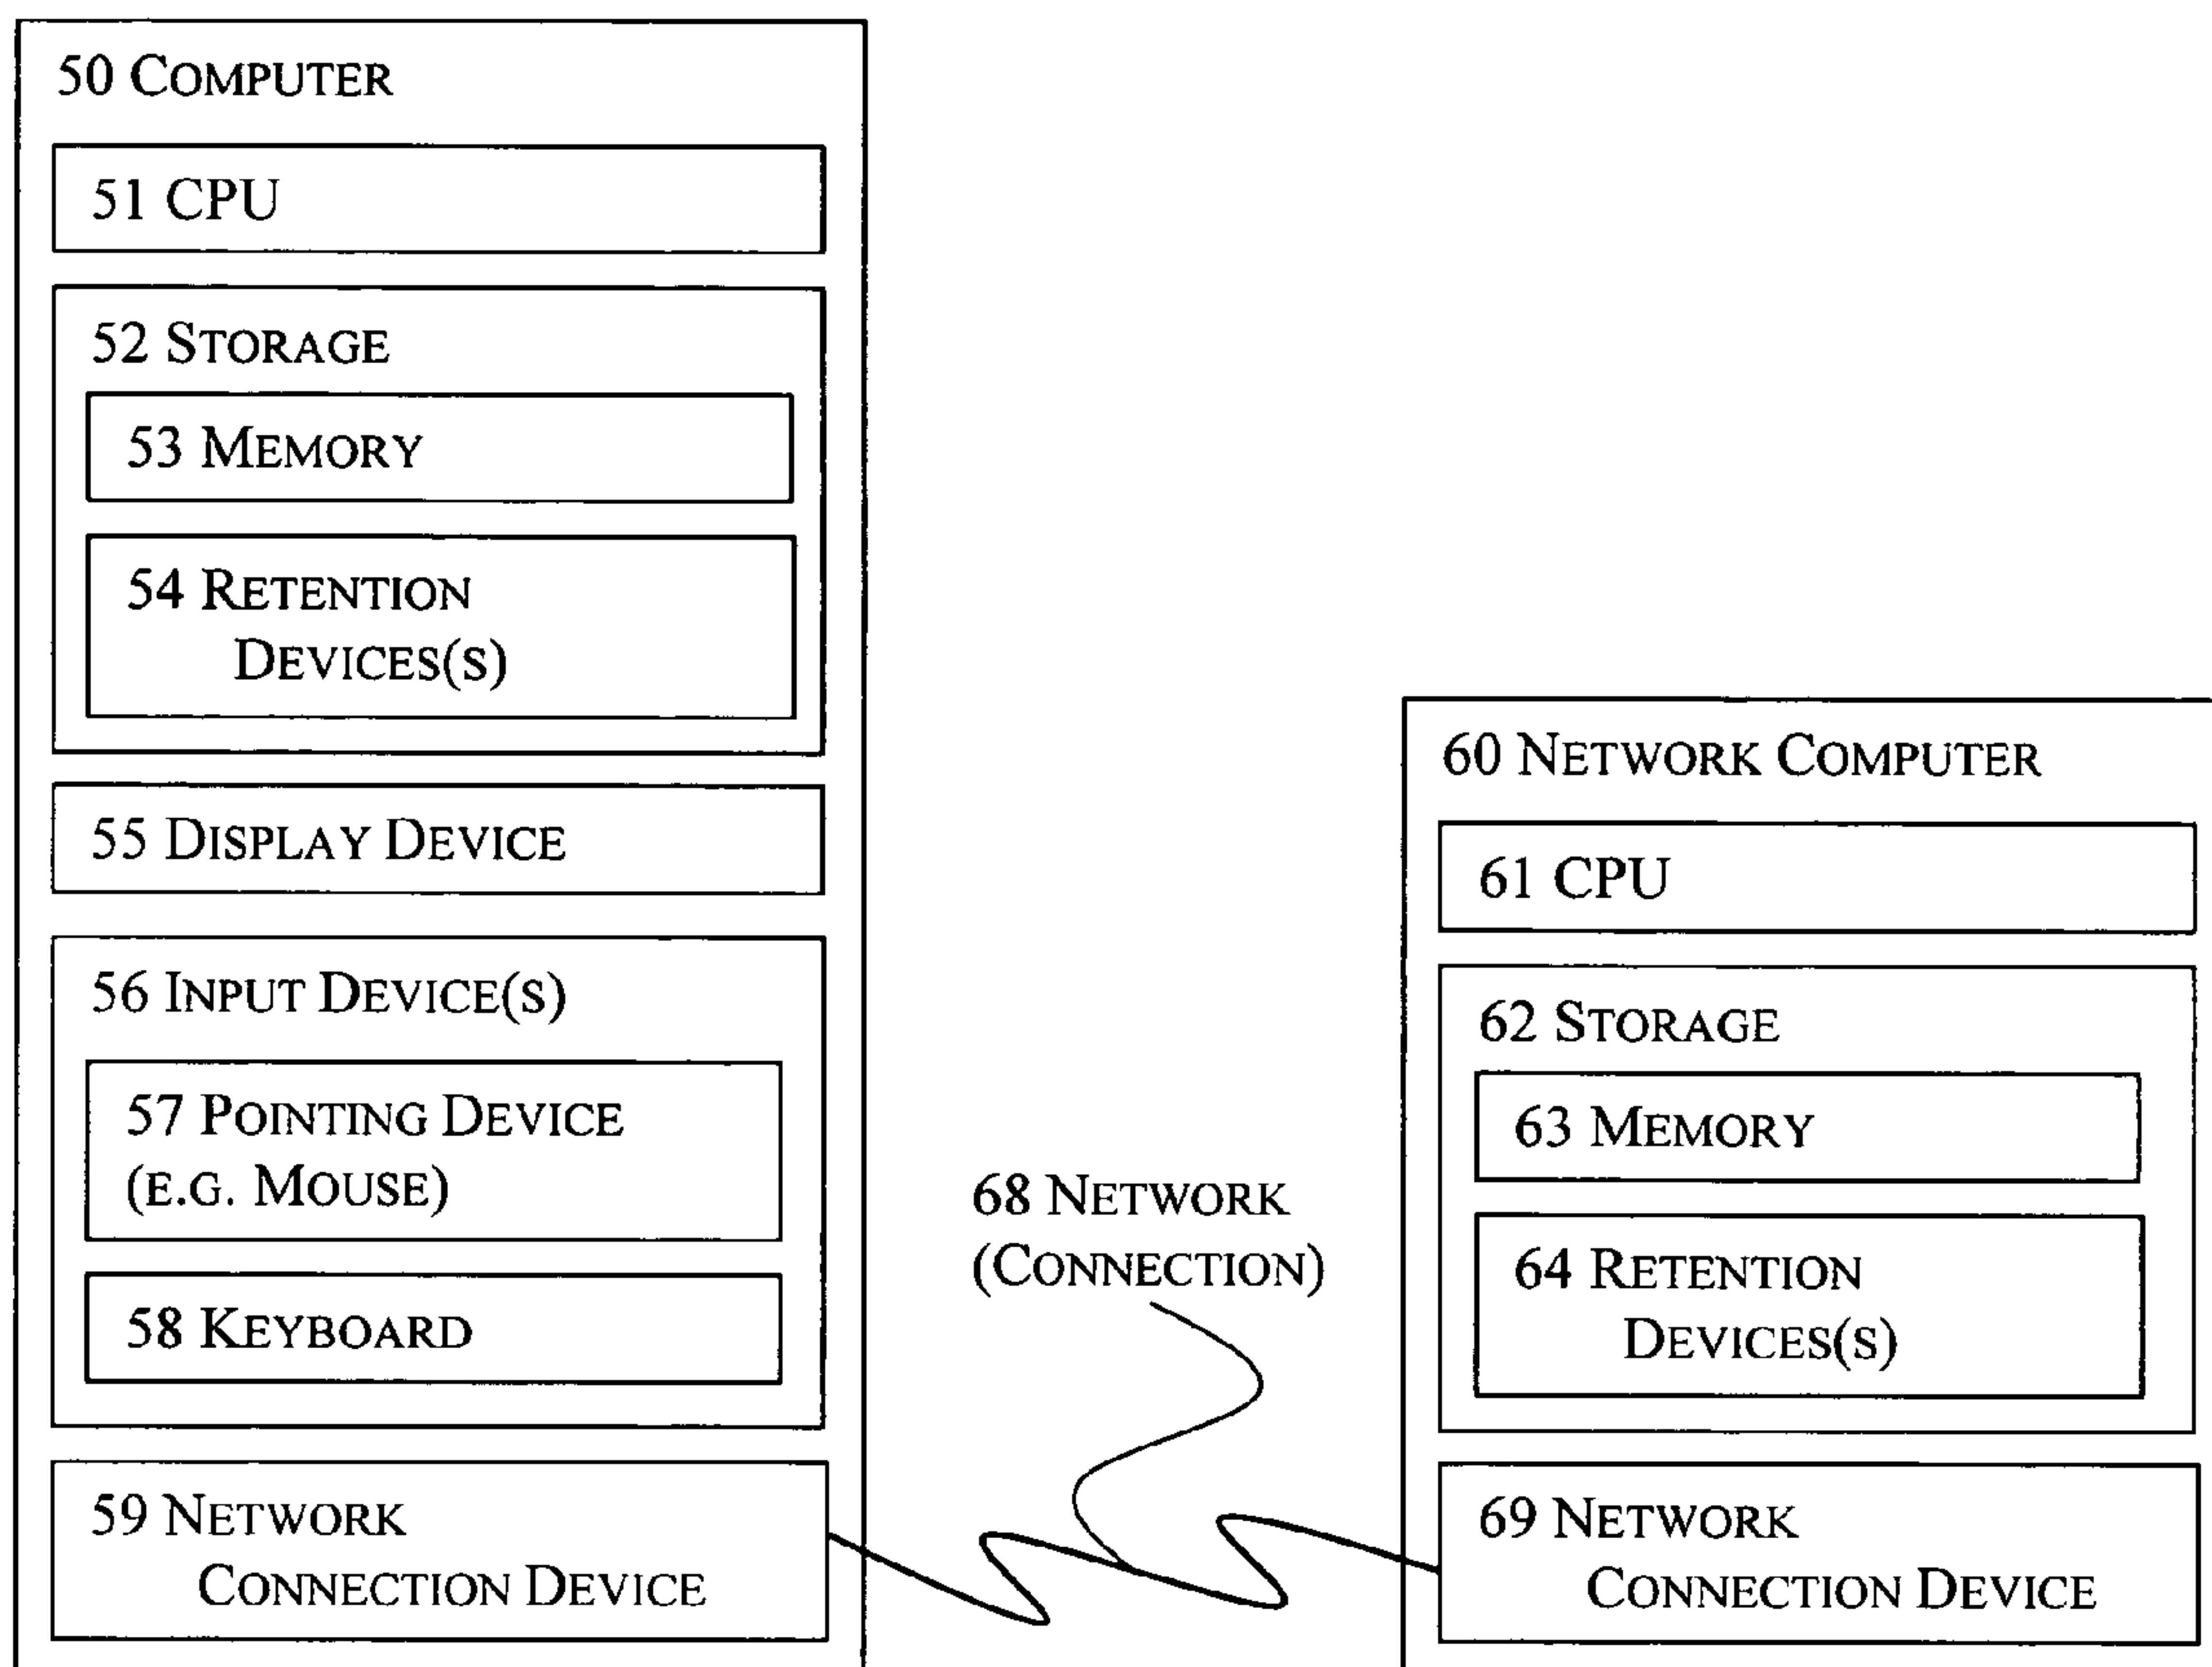 50 COMPUTER
51 CPU
52 STORAGE
53 MEMORY
54 RETENTION
DEVICES(S)
55 DISPLAY DEVICE
56 INPUT DEVICE(S)
57 POINTING DEVICE
(E.G. MOUSE)
58 KEYBOARD
59 NETWORK
CONNECTION DEVICE
68 NETWORK
(CONNECTION)
60 NETWORK COMPUTER
61 CPU
62 STORAGE
63 MEMORY
64 RETENTION
DEVICES(S)
69 NETWORK
CONNECTION DEVICE